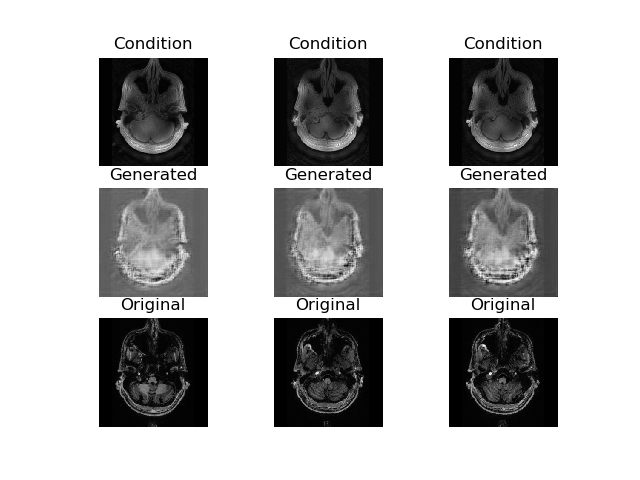 Condition Condition Condition
Generated Generated Generated
Original Original Original